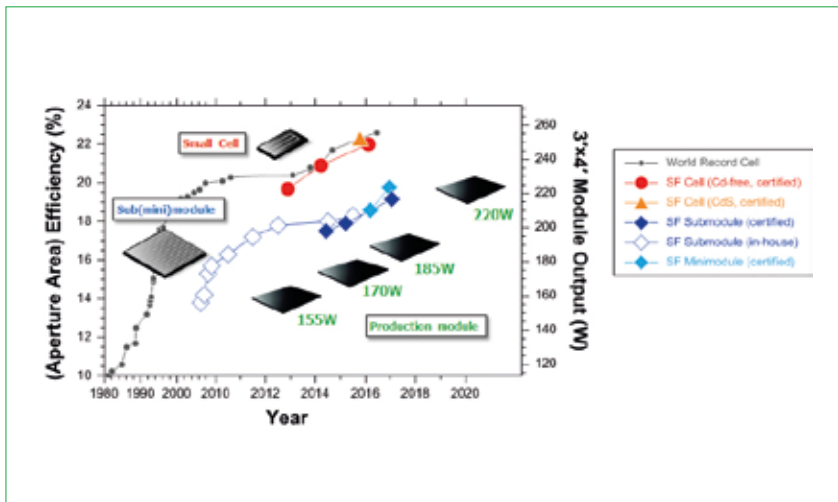 (Aperture Area) Efficiency (%)
24
22
20
18
16
14
12
10
Small Cell
Sub(mini)module
155W
170W
185W
220W
Production module
1980
1990
2000
2010
2012
2014
2016
2020
Year
260
240
220
200
180
160
140
120
3'x4' Module Output (W)
World Record Cell
SF Cell (Cd-free, certified)
SF Cell (CdS, certified)
SF Submodule (certified)
SF Submodule (in-house)
SF Minimodule (certified)